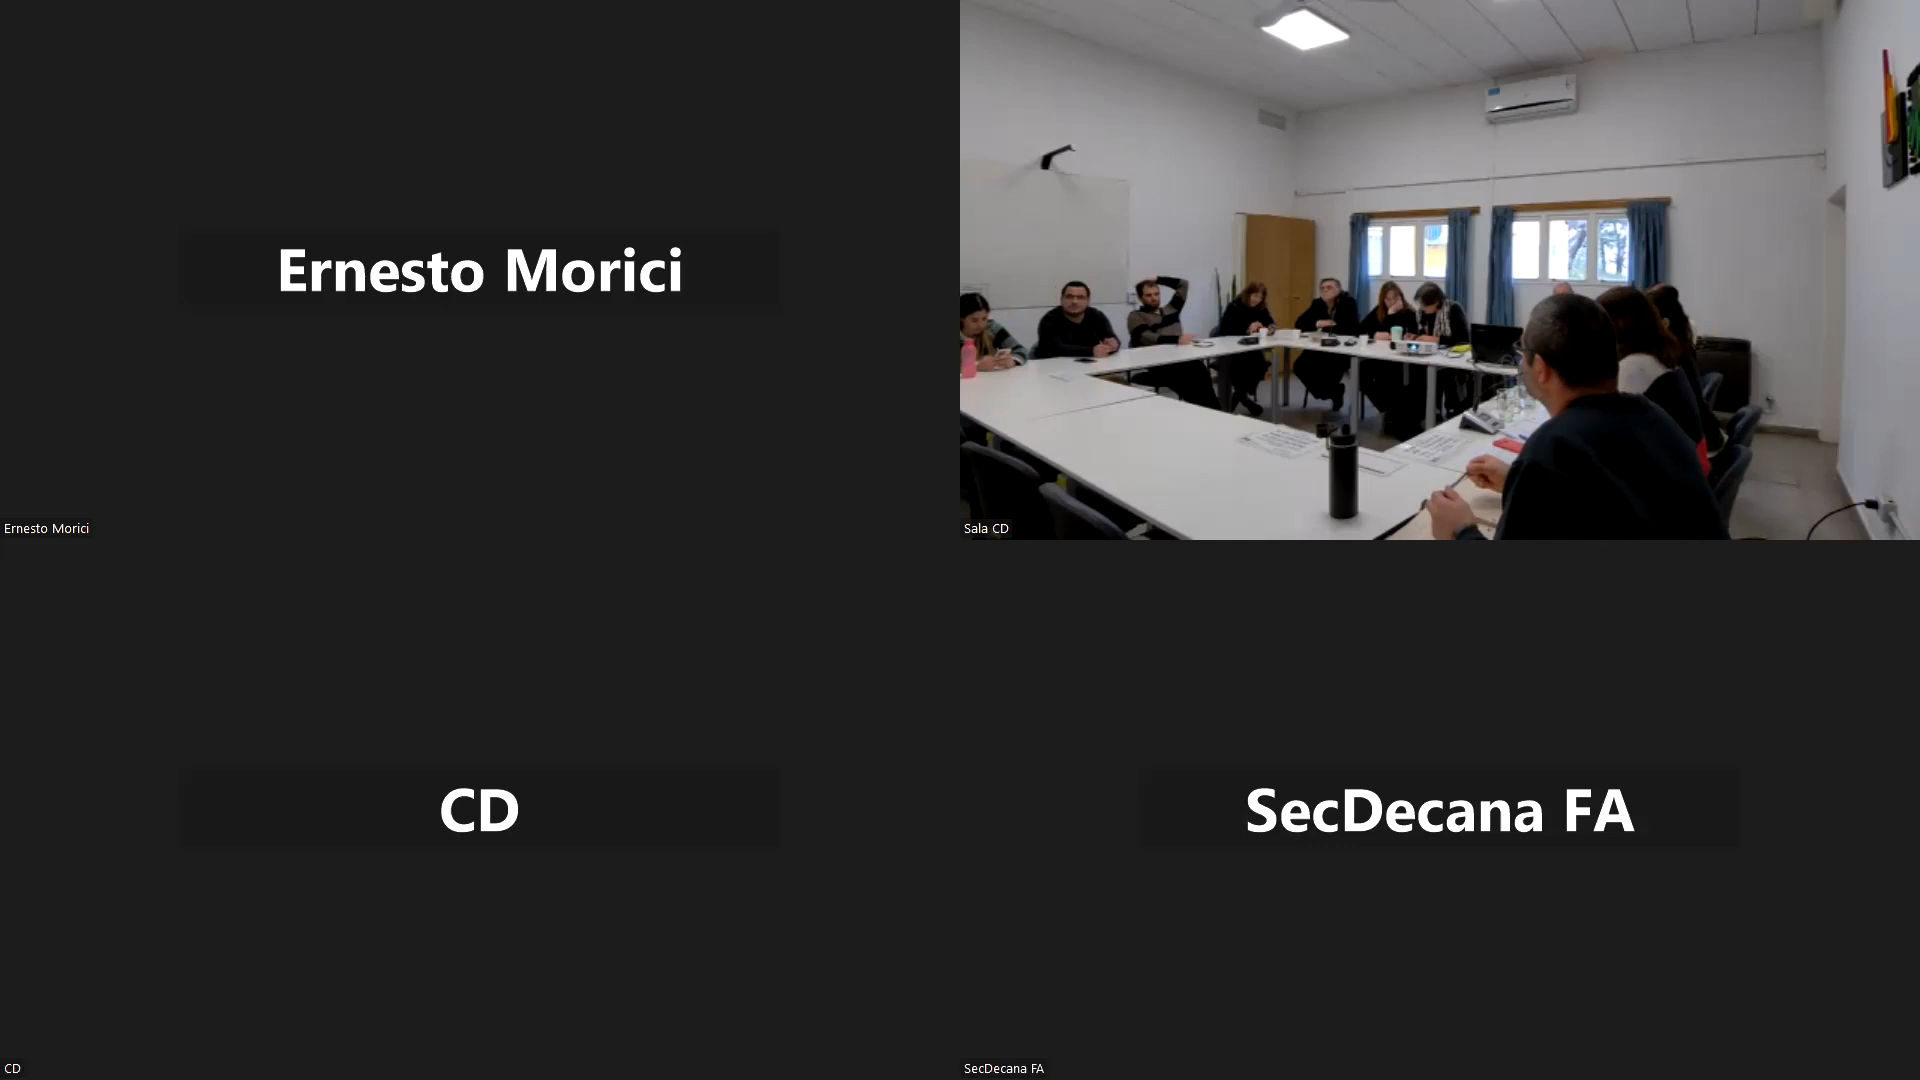 Ernesto Morici
Ernesto Morici
Sala CD
CD
SecDecana FA
CD
SecDecana FA